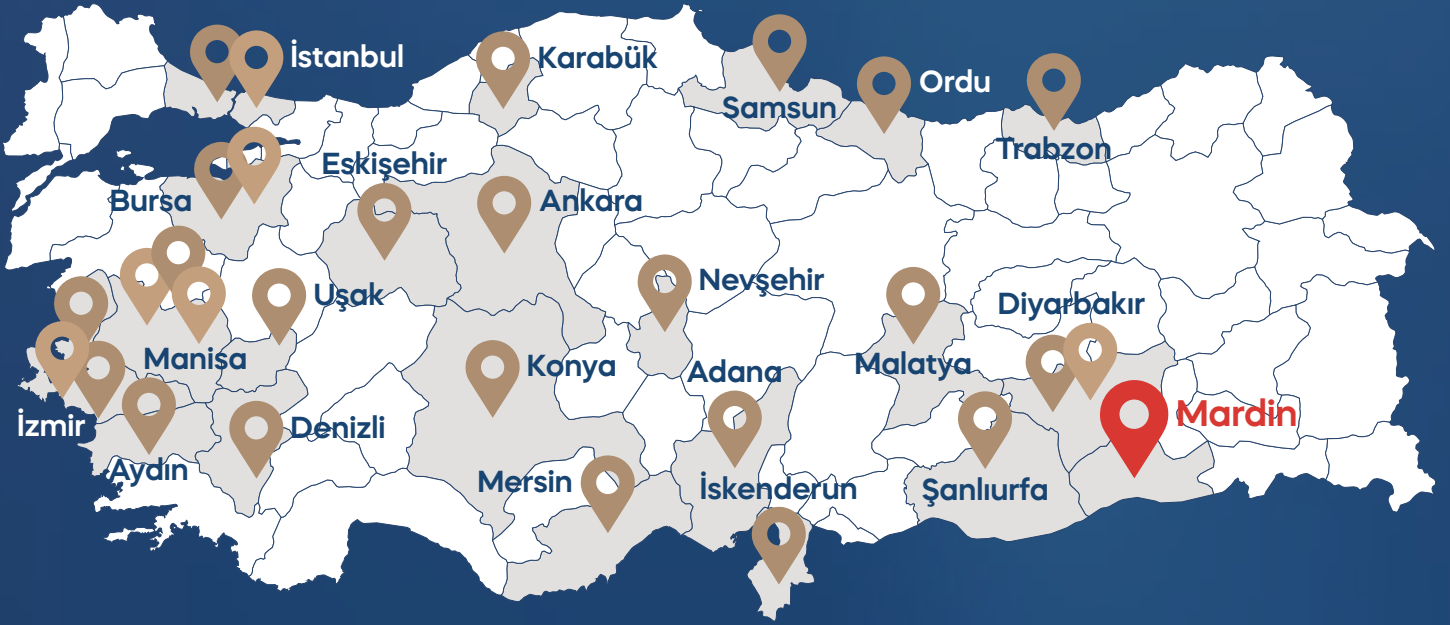 İstanbul
Karabük
Samsun
Ordu
Trabzon
Eskişehir
Bursa
Ankara
Uşak
Nevşehir
Diyarbakır
Manisa
Konya
Adana
Malatya
Mardin
İzmir
Denizli
Aydın
Mersin
İskenderun
Şanlıurfa